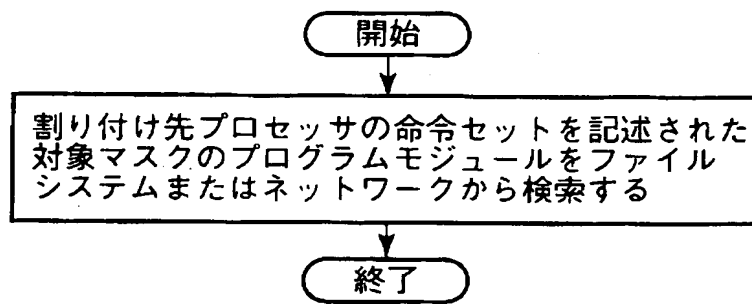 開始
割り付け先プロセッサの命令セットを記述された
対象マスクのプログラムモジュールをファイル
システムまたはネットワークから検索する
終了